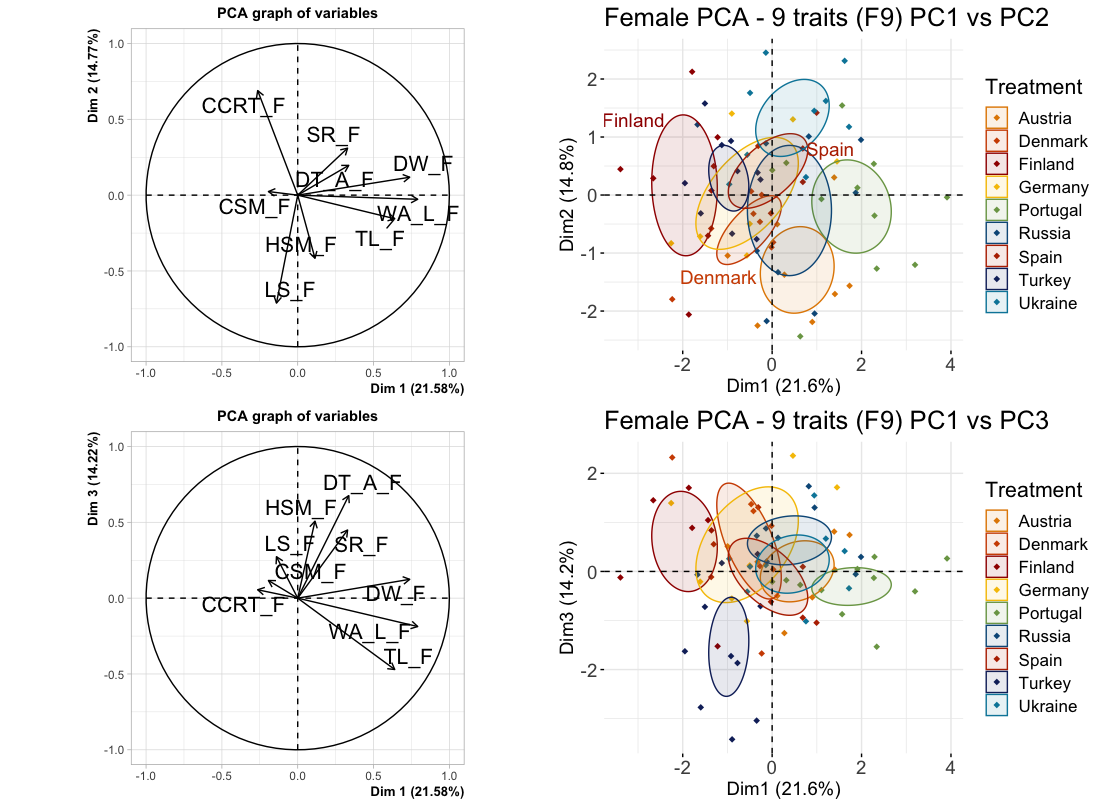 PCA graph of variables
Dim 2 (14.77%)
1.0
0.5
0.0
-0.5
-1.0
CCRT_F
SR_F
DW_F
DT_A_F
CSM_F
WA_L_F
TL_F
HSM_F
LS_F
-1.0 -0.5 0.0 0.5 1.0
Dim 1 (21.58%)
Female PCA - 9 traits (F9) PC1 vs PC2
Dim2 (14.8%)
2
1
0
-1
-2
Finland
Spain
Denmark
-2 0 2 4
Dim1 (21.6%)
Treatment
Austria
Denmark
Finland
Germany
Portugal
Russia
Spain
Turkey
Ukraine
PCA graph of variables
Dim 3 (14.22%)
1.0
0.5
0.0
-0.5
-1.0
DT_A_F
HSM_F
LS_F
SR_F
CSM_F
CCRT_F
DW_F
WA_L_F
TL_F
-1.0 -0.5 0.0 0.5 1.0
Dim 1 (21.58%)
Female PCA - 9 traits (F9) PC1 vs PC3
Dim3 (14.2%)
2
0
-2
-2 0 2 4
Dim1 (21.6%)
Treatment
Austria
Denmark
Finland
Germany
Portugal
Russia
Spain
Turkey
Ukraine